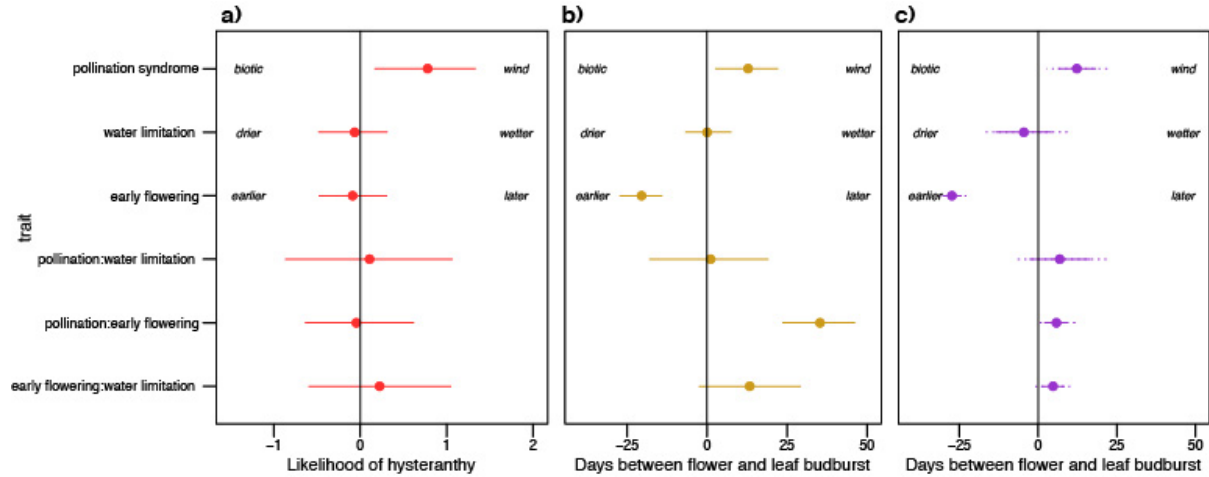 a)
b)
c)
pollination syndrome
biotic
wind
biotic
wind
biotic
wind
water limitation
drier
wetter
drier
wetter
drier
wetter
early flowering
earlier
later
earlier
later
earlier
later
trait
pollination:water limitation
pollination:early flowering
early flowering:water limitation
−1
0
1
2
−25
0
25
50
−25
0
25
50
Likelihood of hysteranthy
Days between flower and leaf budburst
Days between flower and leaf budburst